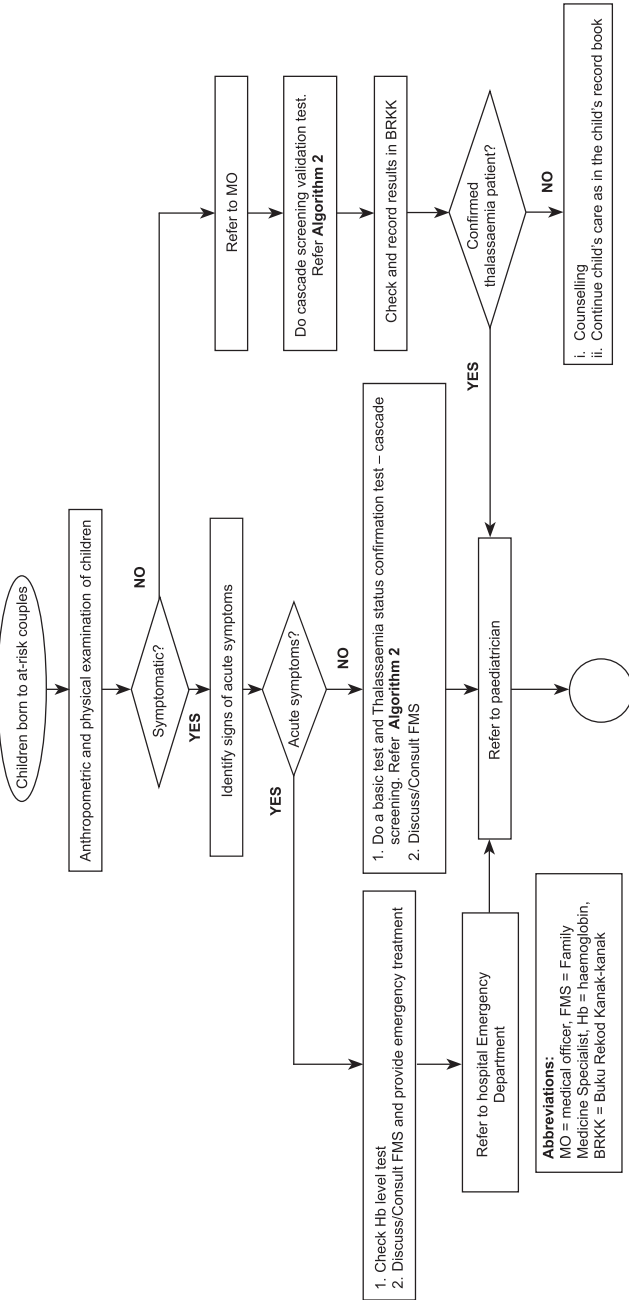 Children born to at-risk couples
Anthropometric and physical examination of children
Symptomatic?
NO
YES
Identify signs of acute symptoms
Acute symptoms?
YES
NO
1. Check Hb level test
2. Discuss/Consult FMS and provide emergency treatment
Refer to hospital Emergency
Department
1. Do a basic test and Thalassaemia status confirmation test – cascade
screening. Refer Algorithm 2
2. Discuss/Consult FMS
Refer to paediatrician
Refer to MO
Do cascade screening validation test.
Refer Algorithm 2
Check and record results in BRKK
Confirmed
thalassaemia patient?
YES
NO
i. Counselling
ii. Continue child's care as in the child's record book
Abbreviations:
MO = medical officer, FMS = Family
Medicine Specialist, Hb = haemoglobin,
BRKK = Buku Rekod Kanak-kanak